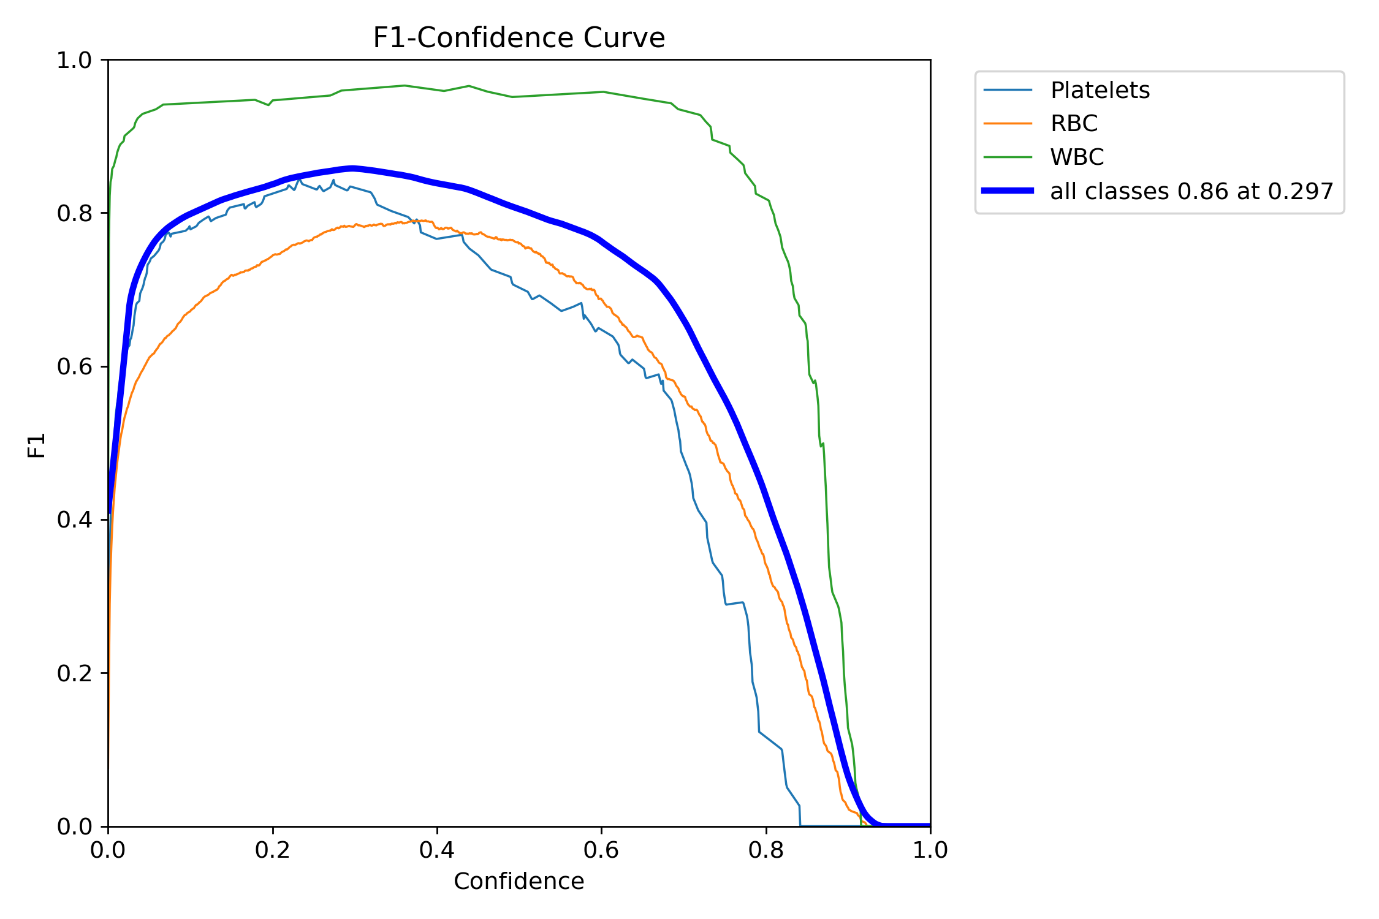 F1-Confidence Curve
1.0
0.8
0.6
0.4
0.2
0.0
F1
0.0 0.2 0.4 0.6 0.8 1.0
Confidence
Platelets
RBC
WBC
all classes 0.86 at 0.297